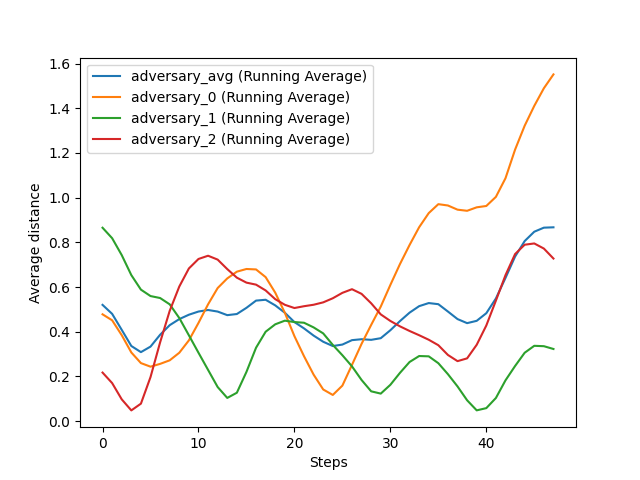 adversary_avg (Running Average)
adversary_0 (Running Average)
adversary_1 (Running Average)
adversary_2 (Running Average)
Average distance
1.6
1.4
1.2
1.0
0.8
0.6
0.4
0.2
0.0
0 10 20 30 40
Steps